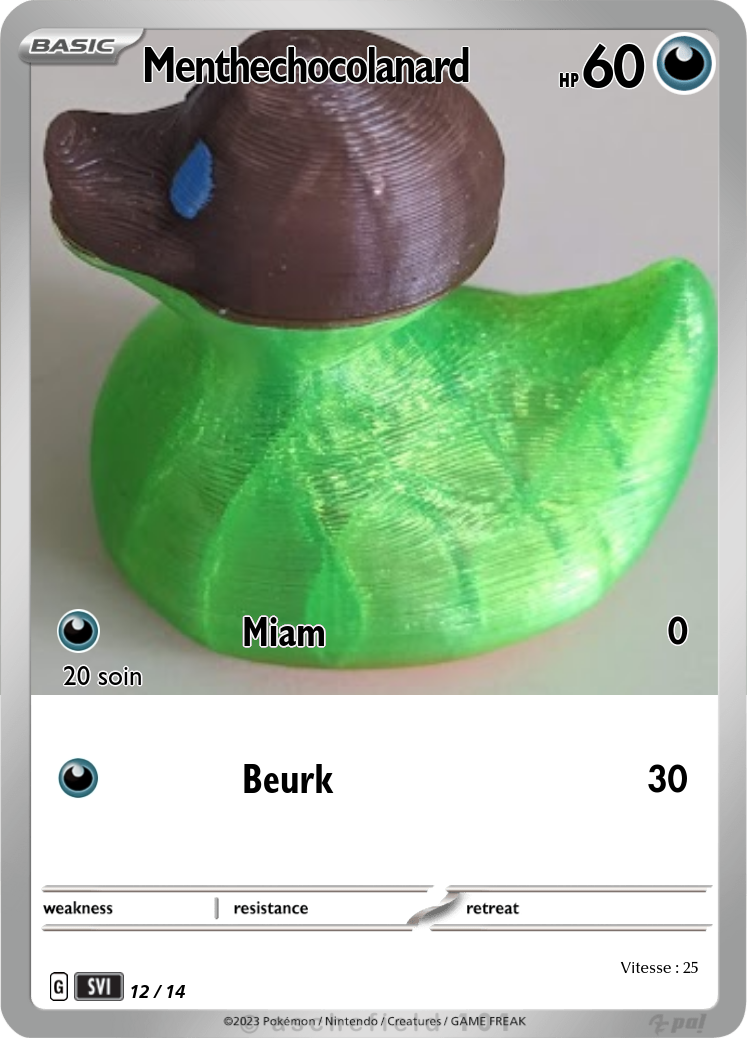 BASIC
Menthechocolanard
HP 60
Miam 0
20 soin
Beurk 30
weakness resistance retreat
Vitesse : 25
G SVI 12 / 14
©2023 Pokémon / Nintendo / Creatures / GAME FREAK